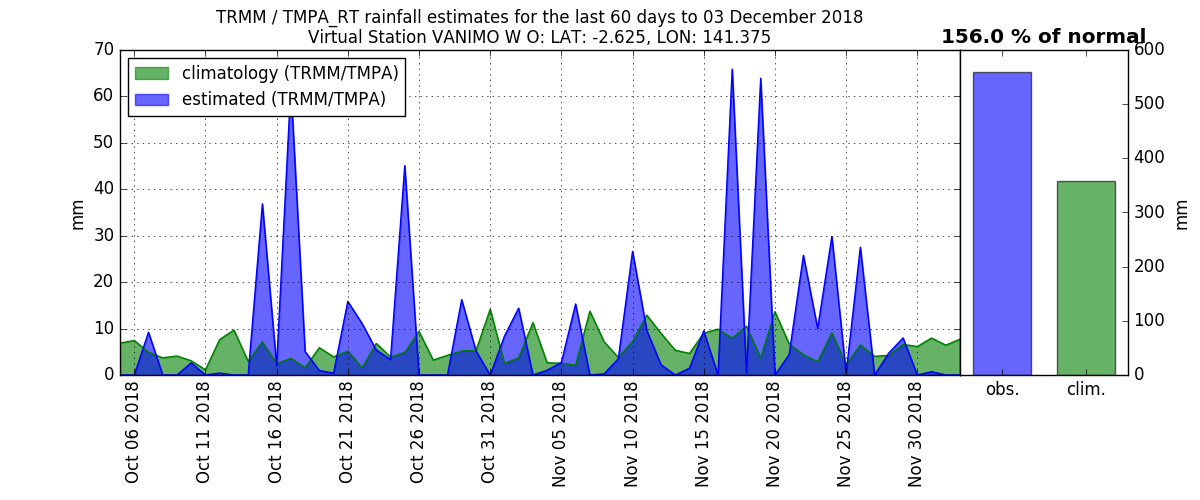 TRMM / TMPA_RT rainfall estimates for the last 60 days to 03 December 2018
Virtual Station VANIMO W O: LAT: -2.625, LON: 141.375
156.0 % of normal
climatology (TRMM/TMPA)
estimated (TRMM/TMPA)
70
60
50
40
30
20
10
0
mm
Oct 06 2018
Oct 11 2018
Oct 16 2018
Oct 21 2018
Oct 26 2018
Oct 31 2018
Nov 05 2018
Nov 10 2018
Nov 15 2018
Nov 20 2018
Nov 25 2018
Nov 30 2018
obs.
clim.
600
500
400
300
200
100
0
mm